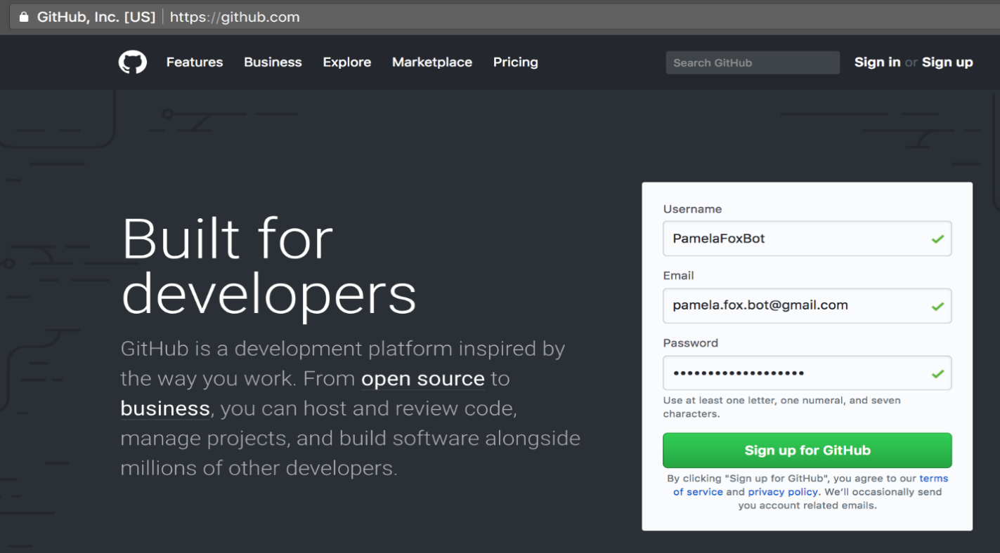 GitHub, Inc. [US] | https://github.com
Features Business Explore Marketplace Pricing Search GitHub Sign in or Sign up
Built for
developers
GitHub is a development platform inspired by
the way you work. From open source to
business, you can host and review code,
manage projects, and build software alongside
millions of other developers.
Username
PamelaFoxBot
Email
pamela.fox.bot@gmail.com
Password
•••••••••••••••••••
Use at least one letter, one numeral, and seven
characters.
Sign up for GitHub
By clicking "Sign up for GitHub", you agree to our terms
of service and privacy policy. We’ll occasionally send
you account related emails.